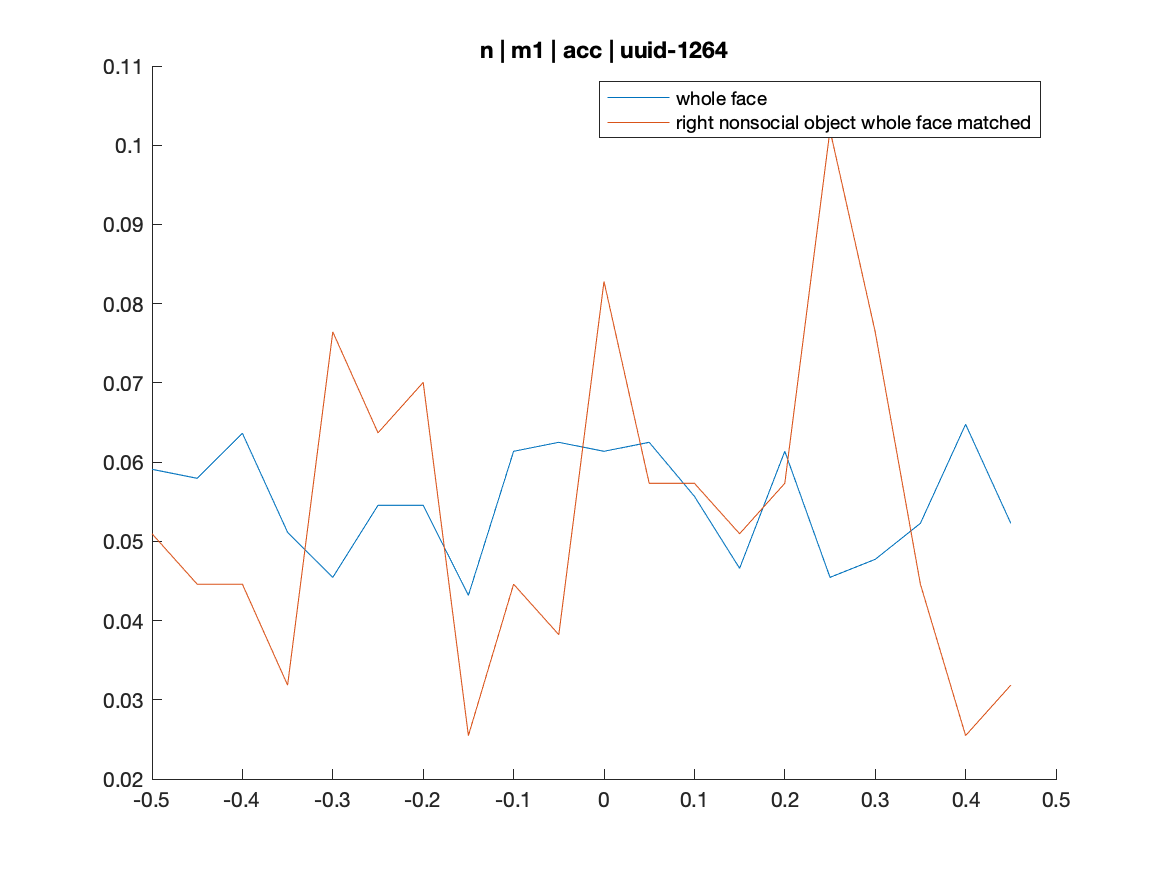 n | m1 | acc | uuid-1264
whole face
right nonsocial object whole face matched
0.11
0.1
0.09
0.08
0.07
0.06
0.05
0.04
0.03
0.02
-0.5 -0.4 -0.3 -0.2 -0.1 0 0.1 0.2 0.3 0.4 0.5